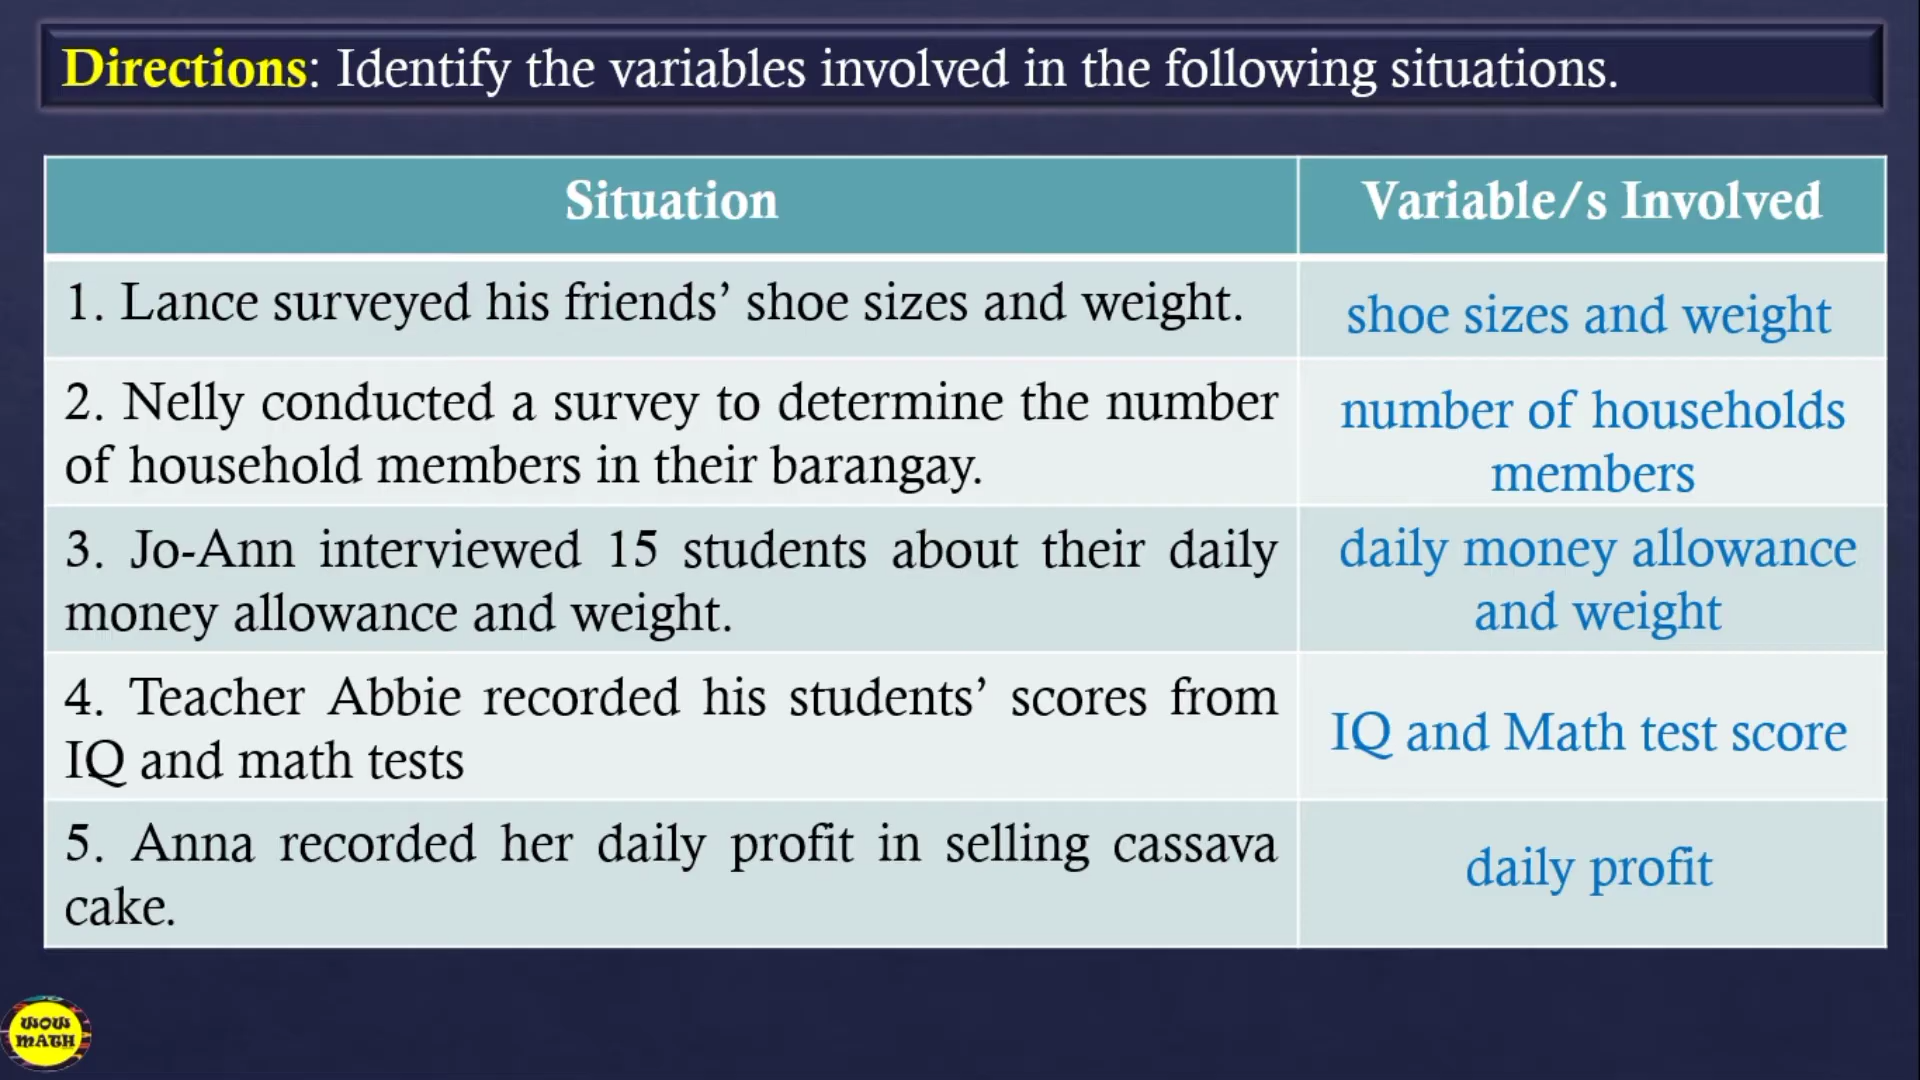 Directions: Identify the variables involved in the following situations.
Situation
Variable/s Involved
1. Lance surveyed his friends’ shoe sizes and weight.
shoe sizes and weight
2. Nelly conducted a survey to determine the number
of household members in their barangay.
number of households
members
3. Jo-Ann interviewed 15 students about their daily
money allowance and weight.
daily money allowance
and weight
4. Teacher Abbie recorded his students’ scores from
IQ and math tests
IQ and Math test score
5. Anna recorded her daily profit in selling cassava
cake.
daily profit
WOW
MATH